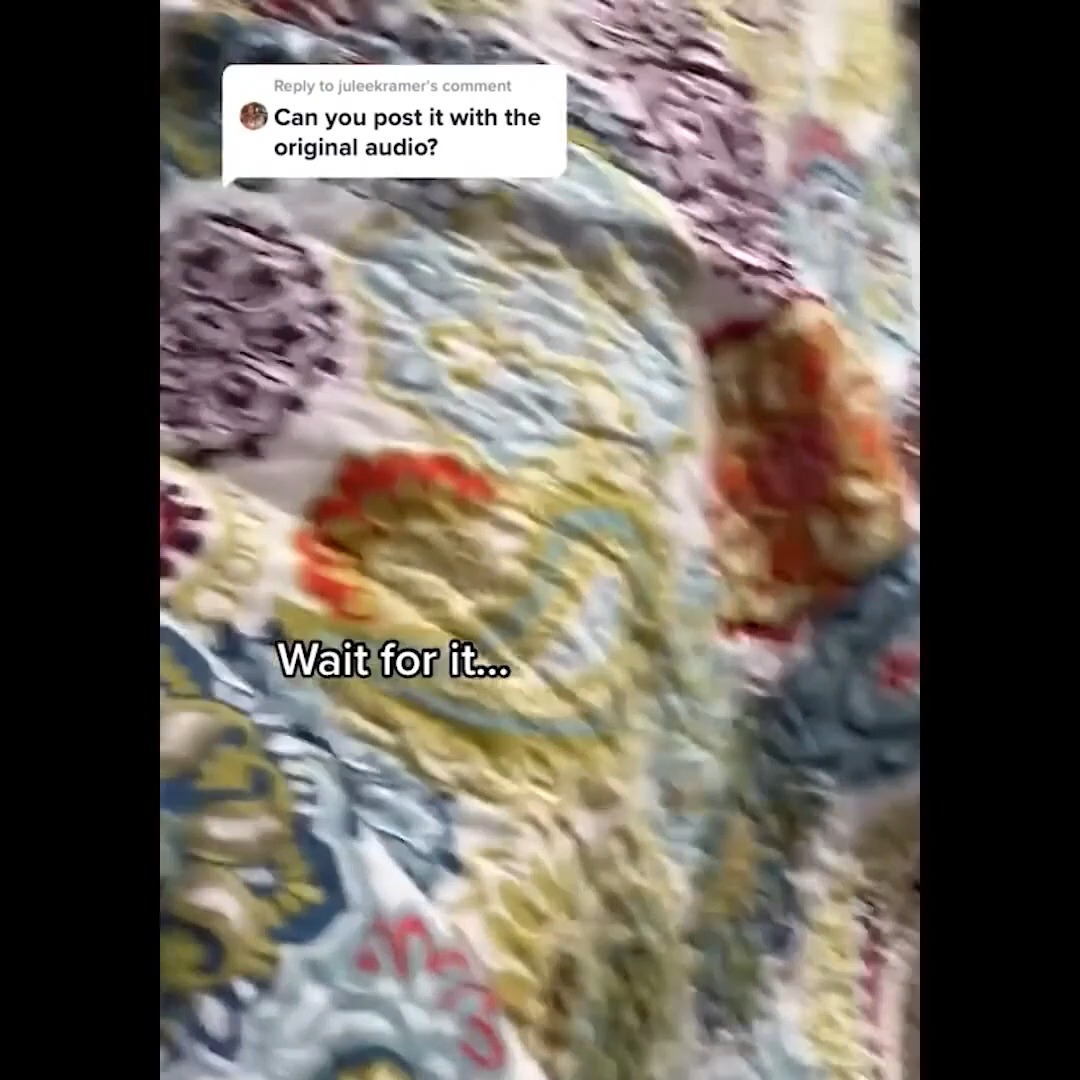 Reply to juleekramer's comment
Can you post it with the
original audio?
Wait for it...